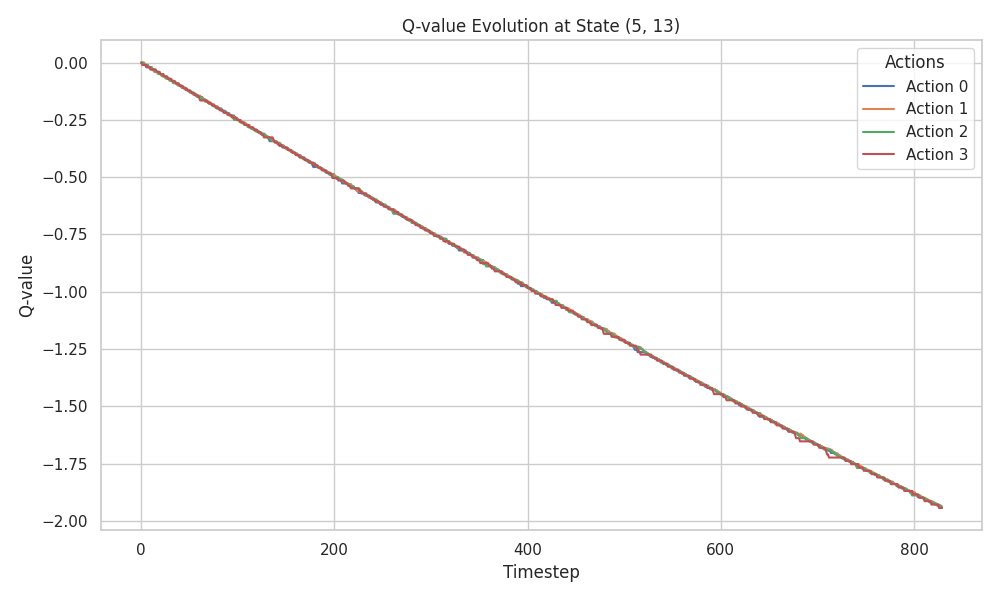 Q-value Evolution at State (5, 13)
Actions
Action 0
Action 1
Action 2
Action 3
Q-value
0.00
−0.25
−0.50
−0.75
−1.00
−1.25
−1.50
−1.75
−2.00
0 200 400 600 800
Timestep